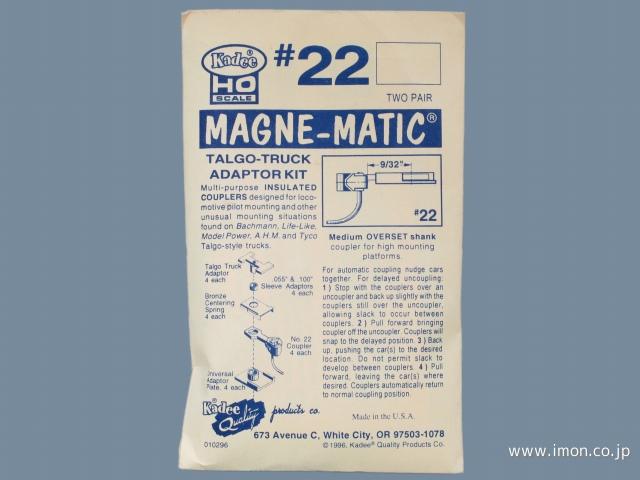 Kadee®
HO
SCALE
#22
TWO PAIR
MAGNE-MATIC®
TALGO-TRUCK
ADAPTOR KIT
Multi-purpose INSULATED
COUPLERS designed for loco-
motive pilot mounting and other
unusual mounting situations
found on Bachmann, Life-Like,
Model Power, A.H.M. and Tyco
Talgo-style trucks.
9/32"
#22
Medium OVERSET shank
coupler for high mounting
platforms.
Talgo Truck
Adaptor
4 each
.055" & .100"
Sleeve Adaptors
4 each
Bronze
Centering
Spring
4 each
No. 22
Coupler
4 each
Universal
Adaptor
Plate, 4 each
For automatic coupling nudge cars
together. For delayed uncoupling:
1) Stop with the couplers over an
uncoupler and back up slightly with the
couplers still over the uncoupler,
allowing slack to occur between
couplers. 2) Pull forward bringing
coupler off the uncoupler. Couplers will
snap to the delayed position. 3) Back
up, pushing the car(s) to the desired
location. Do not permit slack to
develop between couplers. 4) Pull
forward, leaving the car(s) where
desired. Couplers automatically return
to normal coupling position.
Kadee®
Quality products co.
Made in the U.S.A.
673 Avenue C, White City, OR 97503-1078
010296
©1996, Kadee® Quality Products Co.
www.imon.co.jp